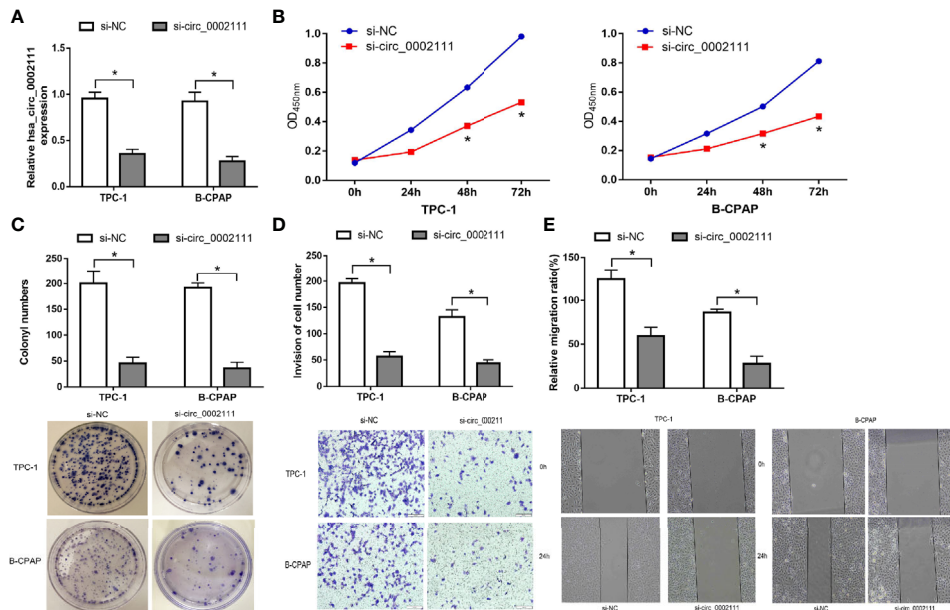 A
si-NC si-circ_0002111
Relative hsa_circ_0002111
expression
1.5
1.0
0.5
0.0
* *
TPC-1 B-CPAP
B
si-NC
si-circ_0002111
OD450nm
1.0
0.8
0.6
0.4
0.2
0.0
* *
0h 24h 48h 72h
TPC-1
si-NC
si-circ_0002111
OD450nm
1.0
0.8
0.6
0.4
0.2
0.0
* *
0h 24h 48h 72h
B-CPAP
C
si-NC si-circ_0002111
Colonyl numbers
250
200
150
100
50
0
* *
TPC-1 B-CPAP
si-NC si-circ_0002111
TPC-1
B-CPAP
D
si-NC si-circ_0002111
Invision of cell number
250
200
150
100
50
0
* *
TPC-1 B-CPAP
si-NC si-circ_000211
TPC-1
B-CPAP
E
si-NC si-circ_0002111
Relative migration ratio(%)
150
100
50
0
* *
TPC-1 B-CPAP
TPC-1 B-CPAP
0h 0h
24h 24h
si-NC si-circ_0002111 si-NC si-circ_0002111